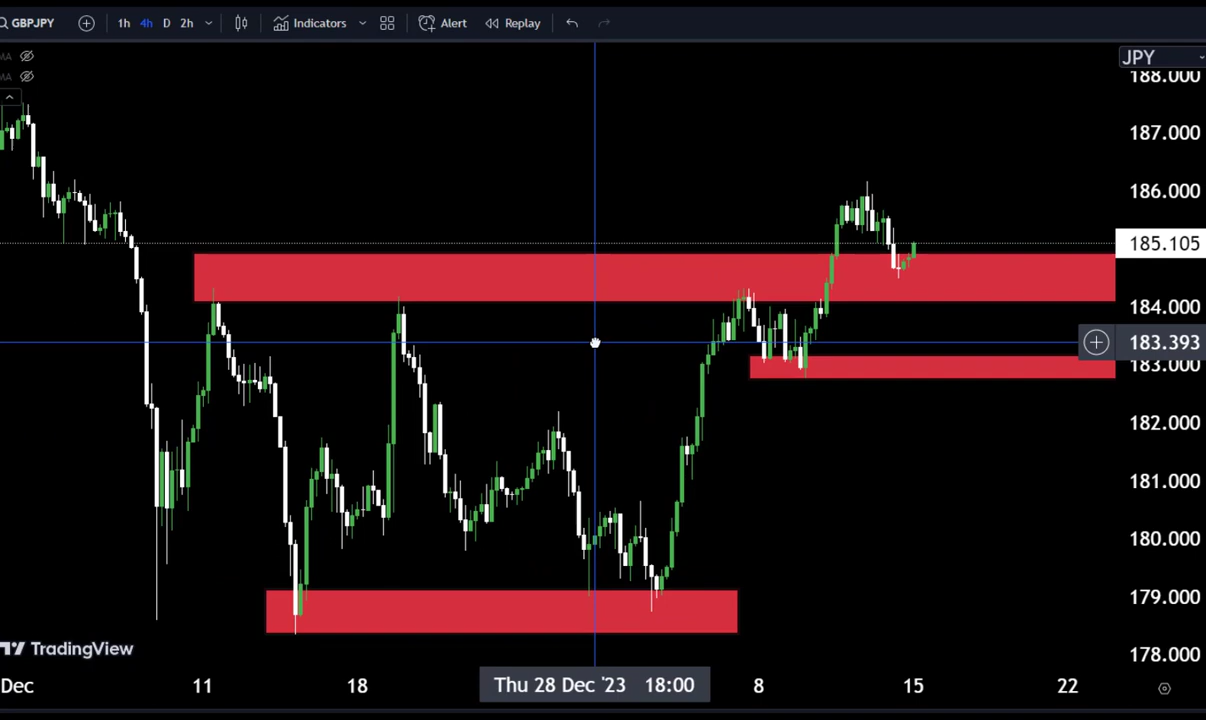 GBPJPY 1h 4h D 2h Indicators Alert Replay
MA
MA
JPY
188.000
187.000
186.000
185.105
184.000
183.393
183.000
182.000
181.000
180.000
179.000
178.000
TradingView
Dec 11 18 Thu 28 Dec '23 18:00 8 15 22